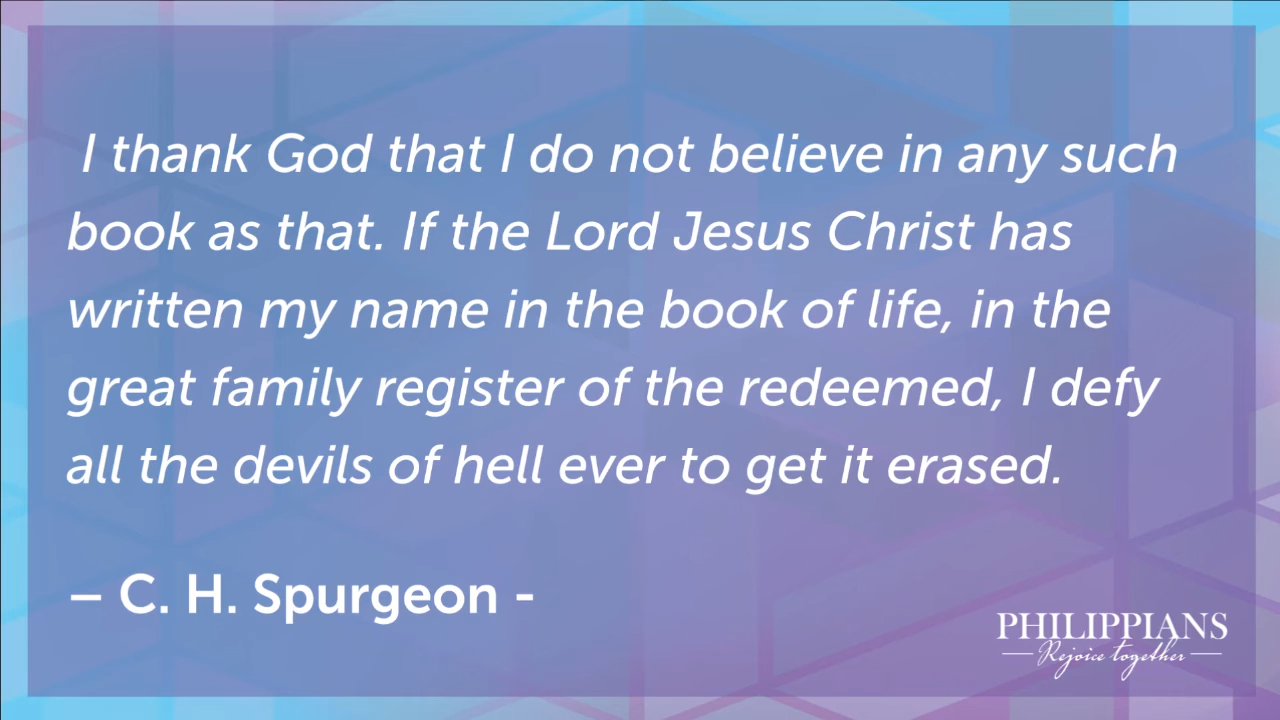 I thank God that I do not believe in any such
book as that. If the Lord Jesus Christ has
written my name in the book of life, in the
great family register of the redeemed, I defy
all the devils of hell ever to get it erased.
– C. H. Spurgeon -
PHILIPPIANS
Rejoice together